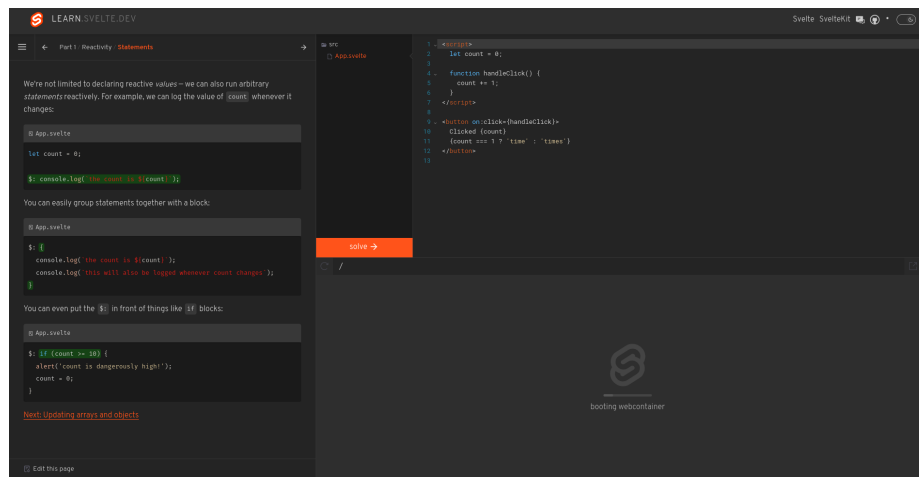 LEARN.SVELTE.DEV
Svelte SvelteKit
Part 1 / Reactivity / Statements
We're not limited to declaring reactive values — we can also run arbitrary
statements reactively. For example, we can log the value of count whenever it
changes:
App.svelte
let count = 0;
$: console.log(`the count is ${count}`);
You can easily group statements together with a block:
App.svelte
$: {
console.log(`the count is ${count}`);
console.log(`this will also be logged whenever count changes`);
}
You can even put the $: in front of things like if blocks:
App.svelte
$: if (count >= 10) {
alert('count is dangerously high!');
count = 0;
}
Next: Updating arrays and objects
Edit this page
src
App.svelte
solve →
1 <script>
2 let count = 0;
3
4 function handleClick() {
5 count += 1;
6 }
7 </script>
8
9 <button on:click={handleClick}>
10 Clicked {count}
11 {count === 1 ? 'time' : 'times'}
12 </button>
13
/
booting webcontainer